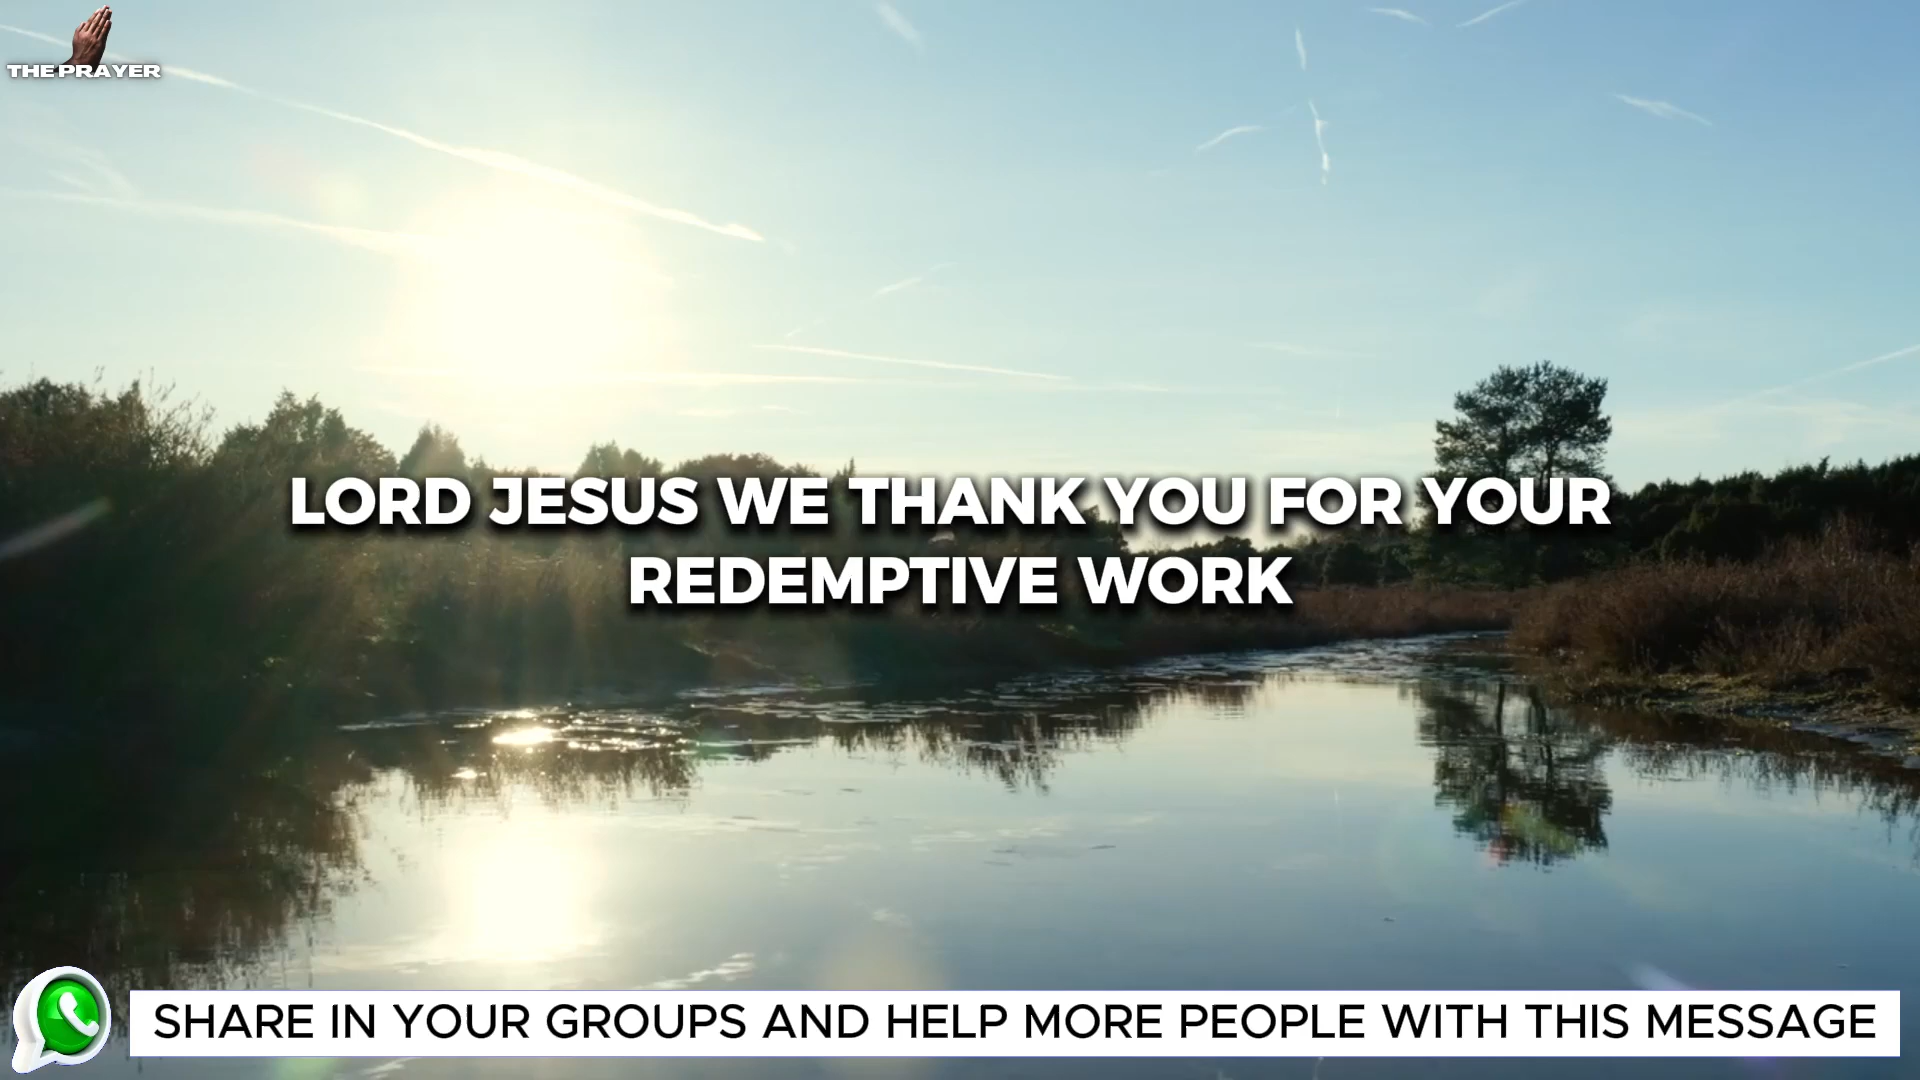 THE PRAYER
LORD JESUS WE THANK YOU FOR YOUR
REDEMPTIVE WORK
SHARE IN YOUR GROUPS AND HELP MORE PEOPLE WITH THIS MESSAGE